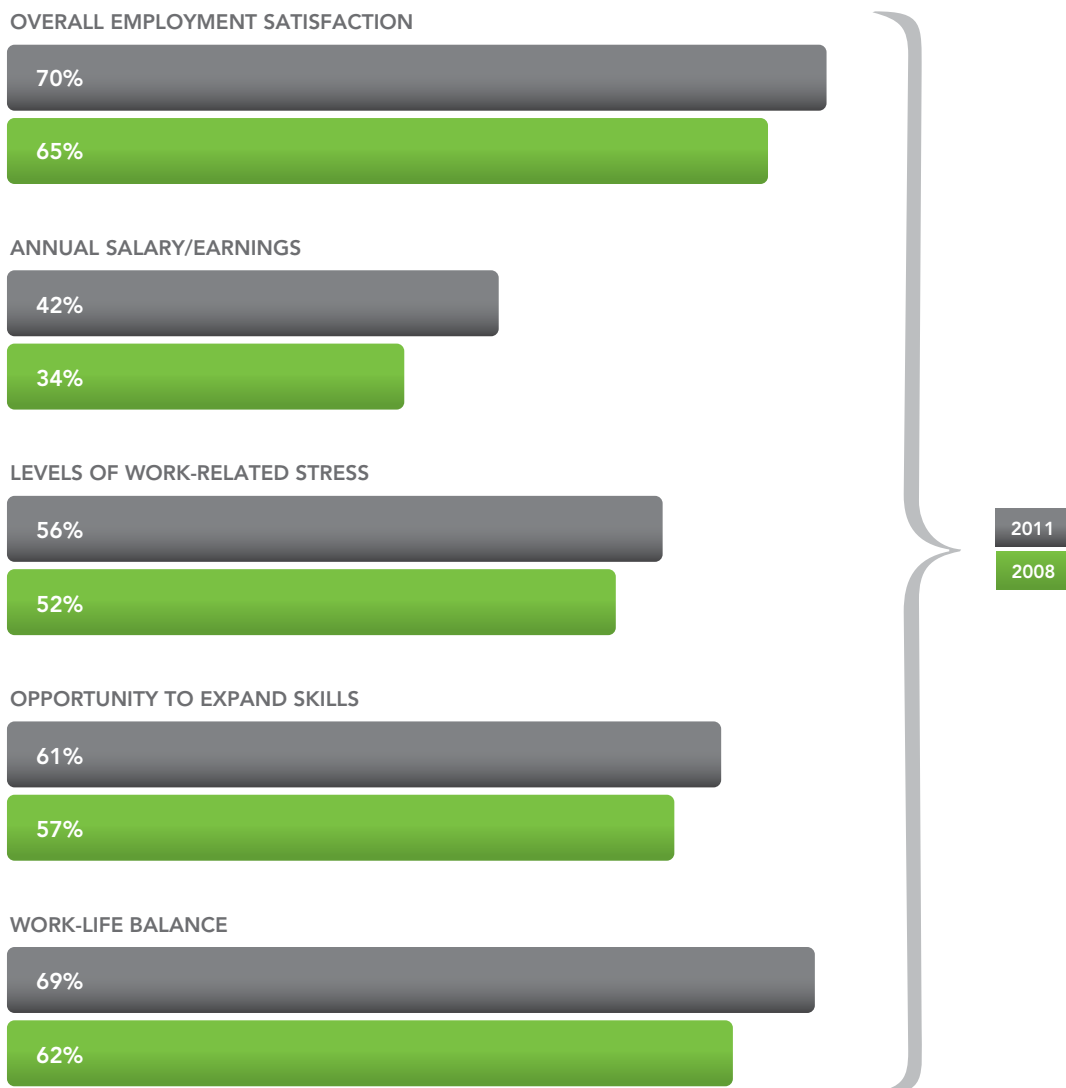 OVERALL EMPLOYMENT SATISFACTION
70%
65%
ANNUAL SALARY/EARNINGS
42%
34%
LEVELS OF WORK-RELATED STRESS
56%
52%
OPPORTUNITY TO EXPAND SKILLS
61%
57%
WORK-LIFE BALANCE
69%
62%
2011
2008